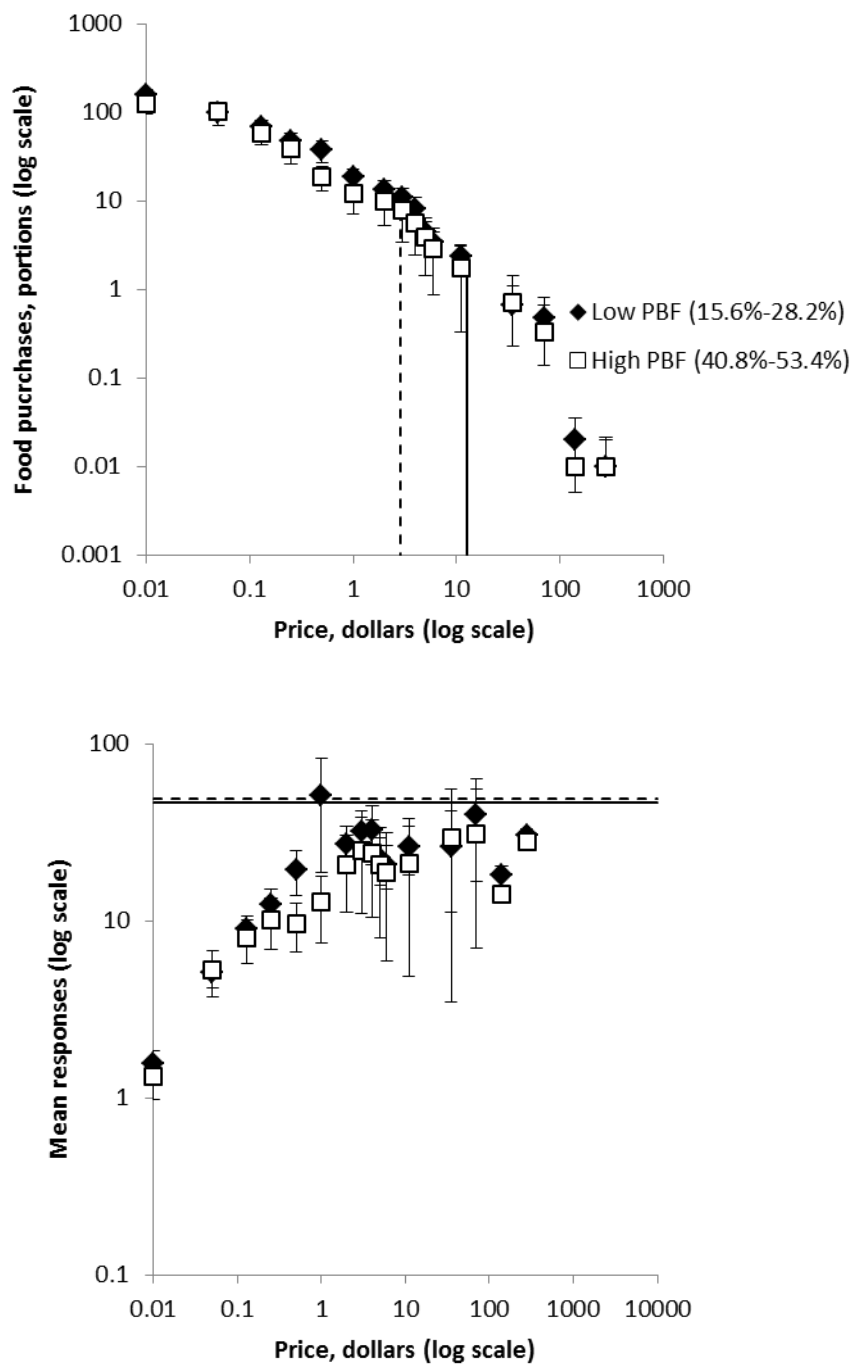 1000
100
10
1
0.1
0.01
0.001
Food pucrchases, portions (log scale)
0.01 0.1 1 10 100 1000
Price, dollars (log scale)
Low PBF (15.6%-28.2%)
High PBF (40.8%-53.4%)
100
10
1
0.1
Mean responses (log scale)
0.01 0.1 1 10 100 1000 10000
Price, dollars (log scale)